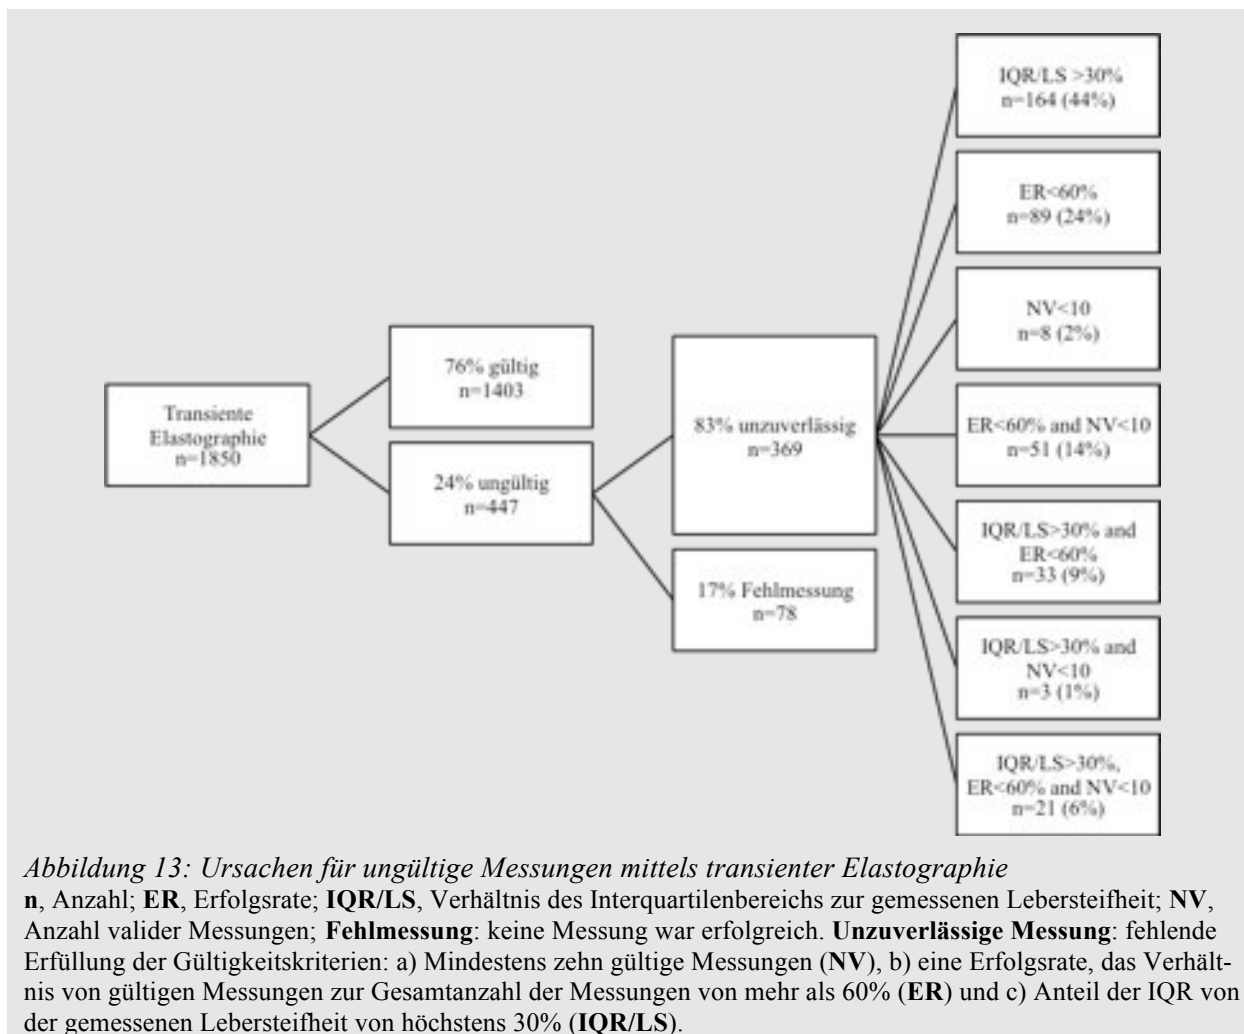 Transiente
Elastographie
n=1850
76% gültig
n=1403
24% ungültig
n=447
83% unzuverlässig
n=369
17% Fehlmessung
n=78
IQR/LS >30%
n=164 (44%)
ER<60%
n=89 (24%)
NV<10
n=8 (2%)
ER<60% and NV<10
n=51 (14%)
IQR/LS>30% and
ER<60%
n=33 (9%)
IQR/LS>30% and
NV<10
n=3 (1%)
IQR/LS>30%,
ER<60% and NV<10
n=21 (6%)
Abbildung 13: Ursachen für ungültige Messungen mittels transienter Elastographie
n, Anzahl; ER, Erfolgsrate; IQR/LS, Verhältnis des Interquartilenbereichs zur gemessenen Lebersteifheit; NV,
Anzahl valider Messungen; Fehlmessung: keine Messung war erfolgreich. Unzuverlässige Messung: fehlende
Erfüllung der Gültigkeitskriterien: a) Mindestens zehn gültige Messungen (NV), b) eine Erfolgsrate, das Verhält-
nis von gültigen Messungen zur Gesamtanzahl der Messungen von mehr als 60% (ER) und c) Anteil der IQR von
der gemessenen Lebersteifheit von höchstens 30% (IQR/LS).